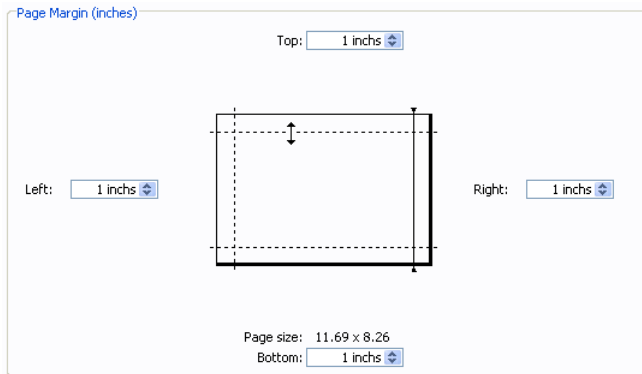 Page Margin (inches)
Top: 1 inchs
Left: 1 inchs
Right: 1 inchs
Page size: 11.69 x 8.26
Bottom: 1 inchs